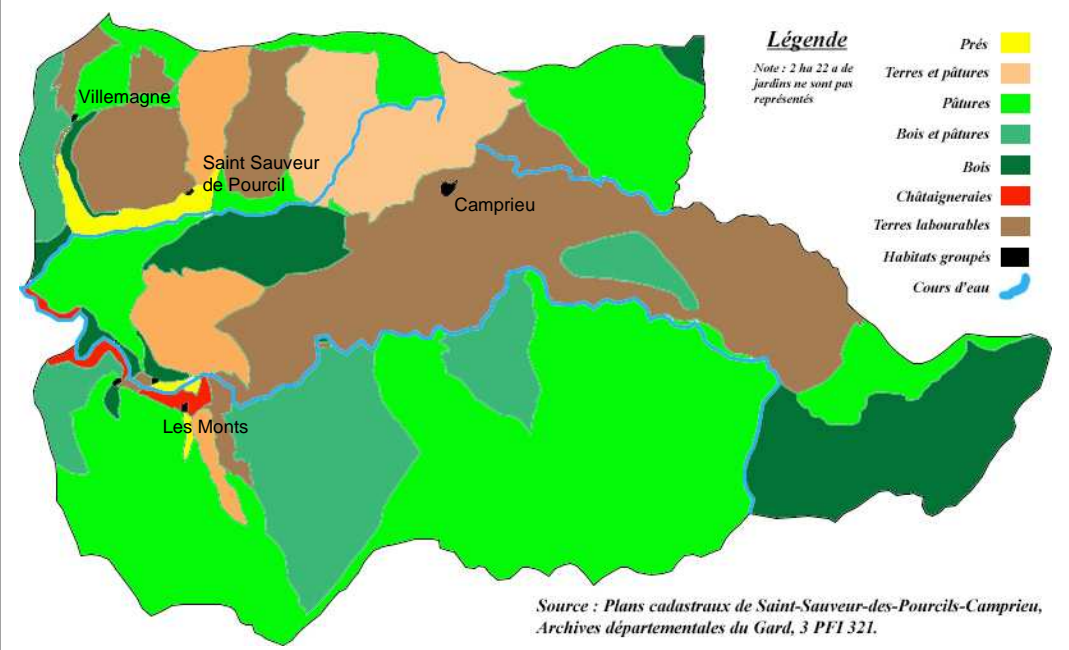 Légende
Note : 2 ha 22 a de
jardins ne sont pas
représentés
Prés
Terres et pâtures
Pâtures
Bois et pâtures
Bois
Châtaigneraies
Terres labourables
Habitats groupés
Cours d'eau
Villemagne
Saint Sauveur
de Pourcil
Camprieu
Les Monts
Source : Plans cadastraux de Saint-Sauveur-des-Pourcils-Camprieu,
Archives départementales du Gard, 3 PFI 321.